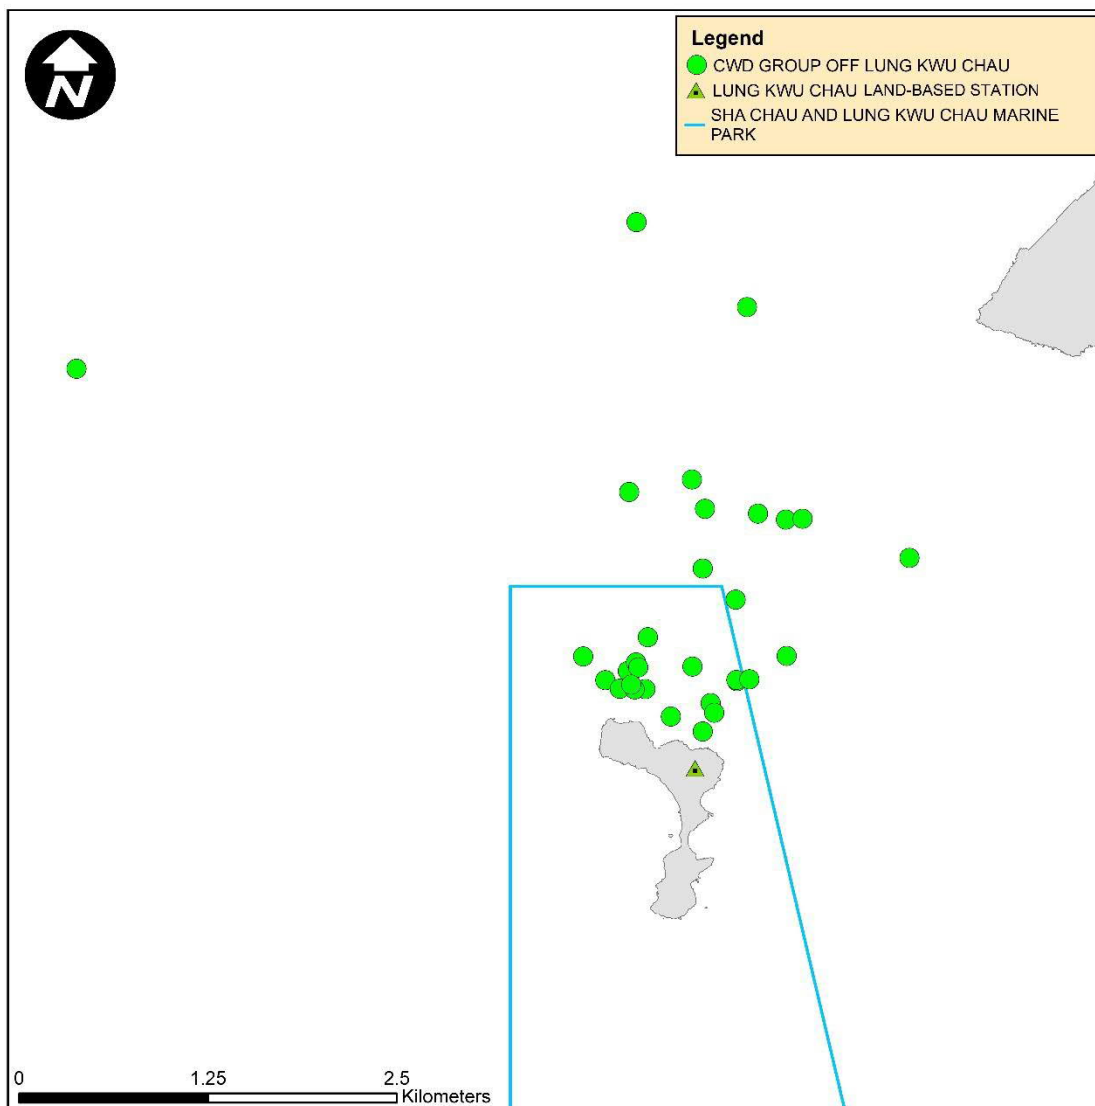 N
Legend
CWD GROUP OFF LUNG KWU CHAU
LUNG KWU CHAU LAND-BASED STATION
SHA CHAU AND LUNG KWU CHAU MARINE
PARK
0 1.25 2.5
Kilometers